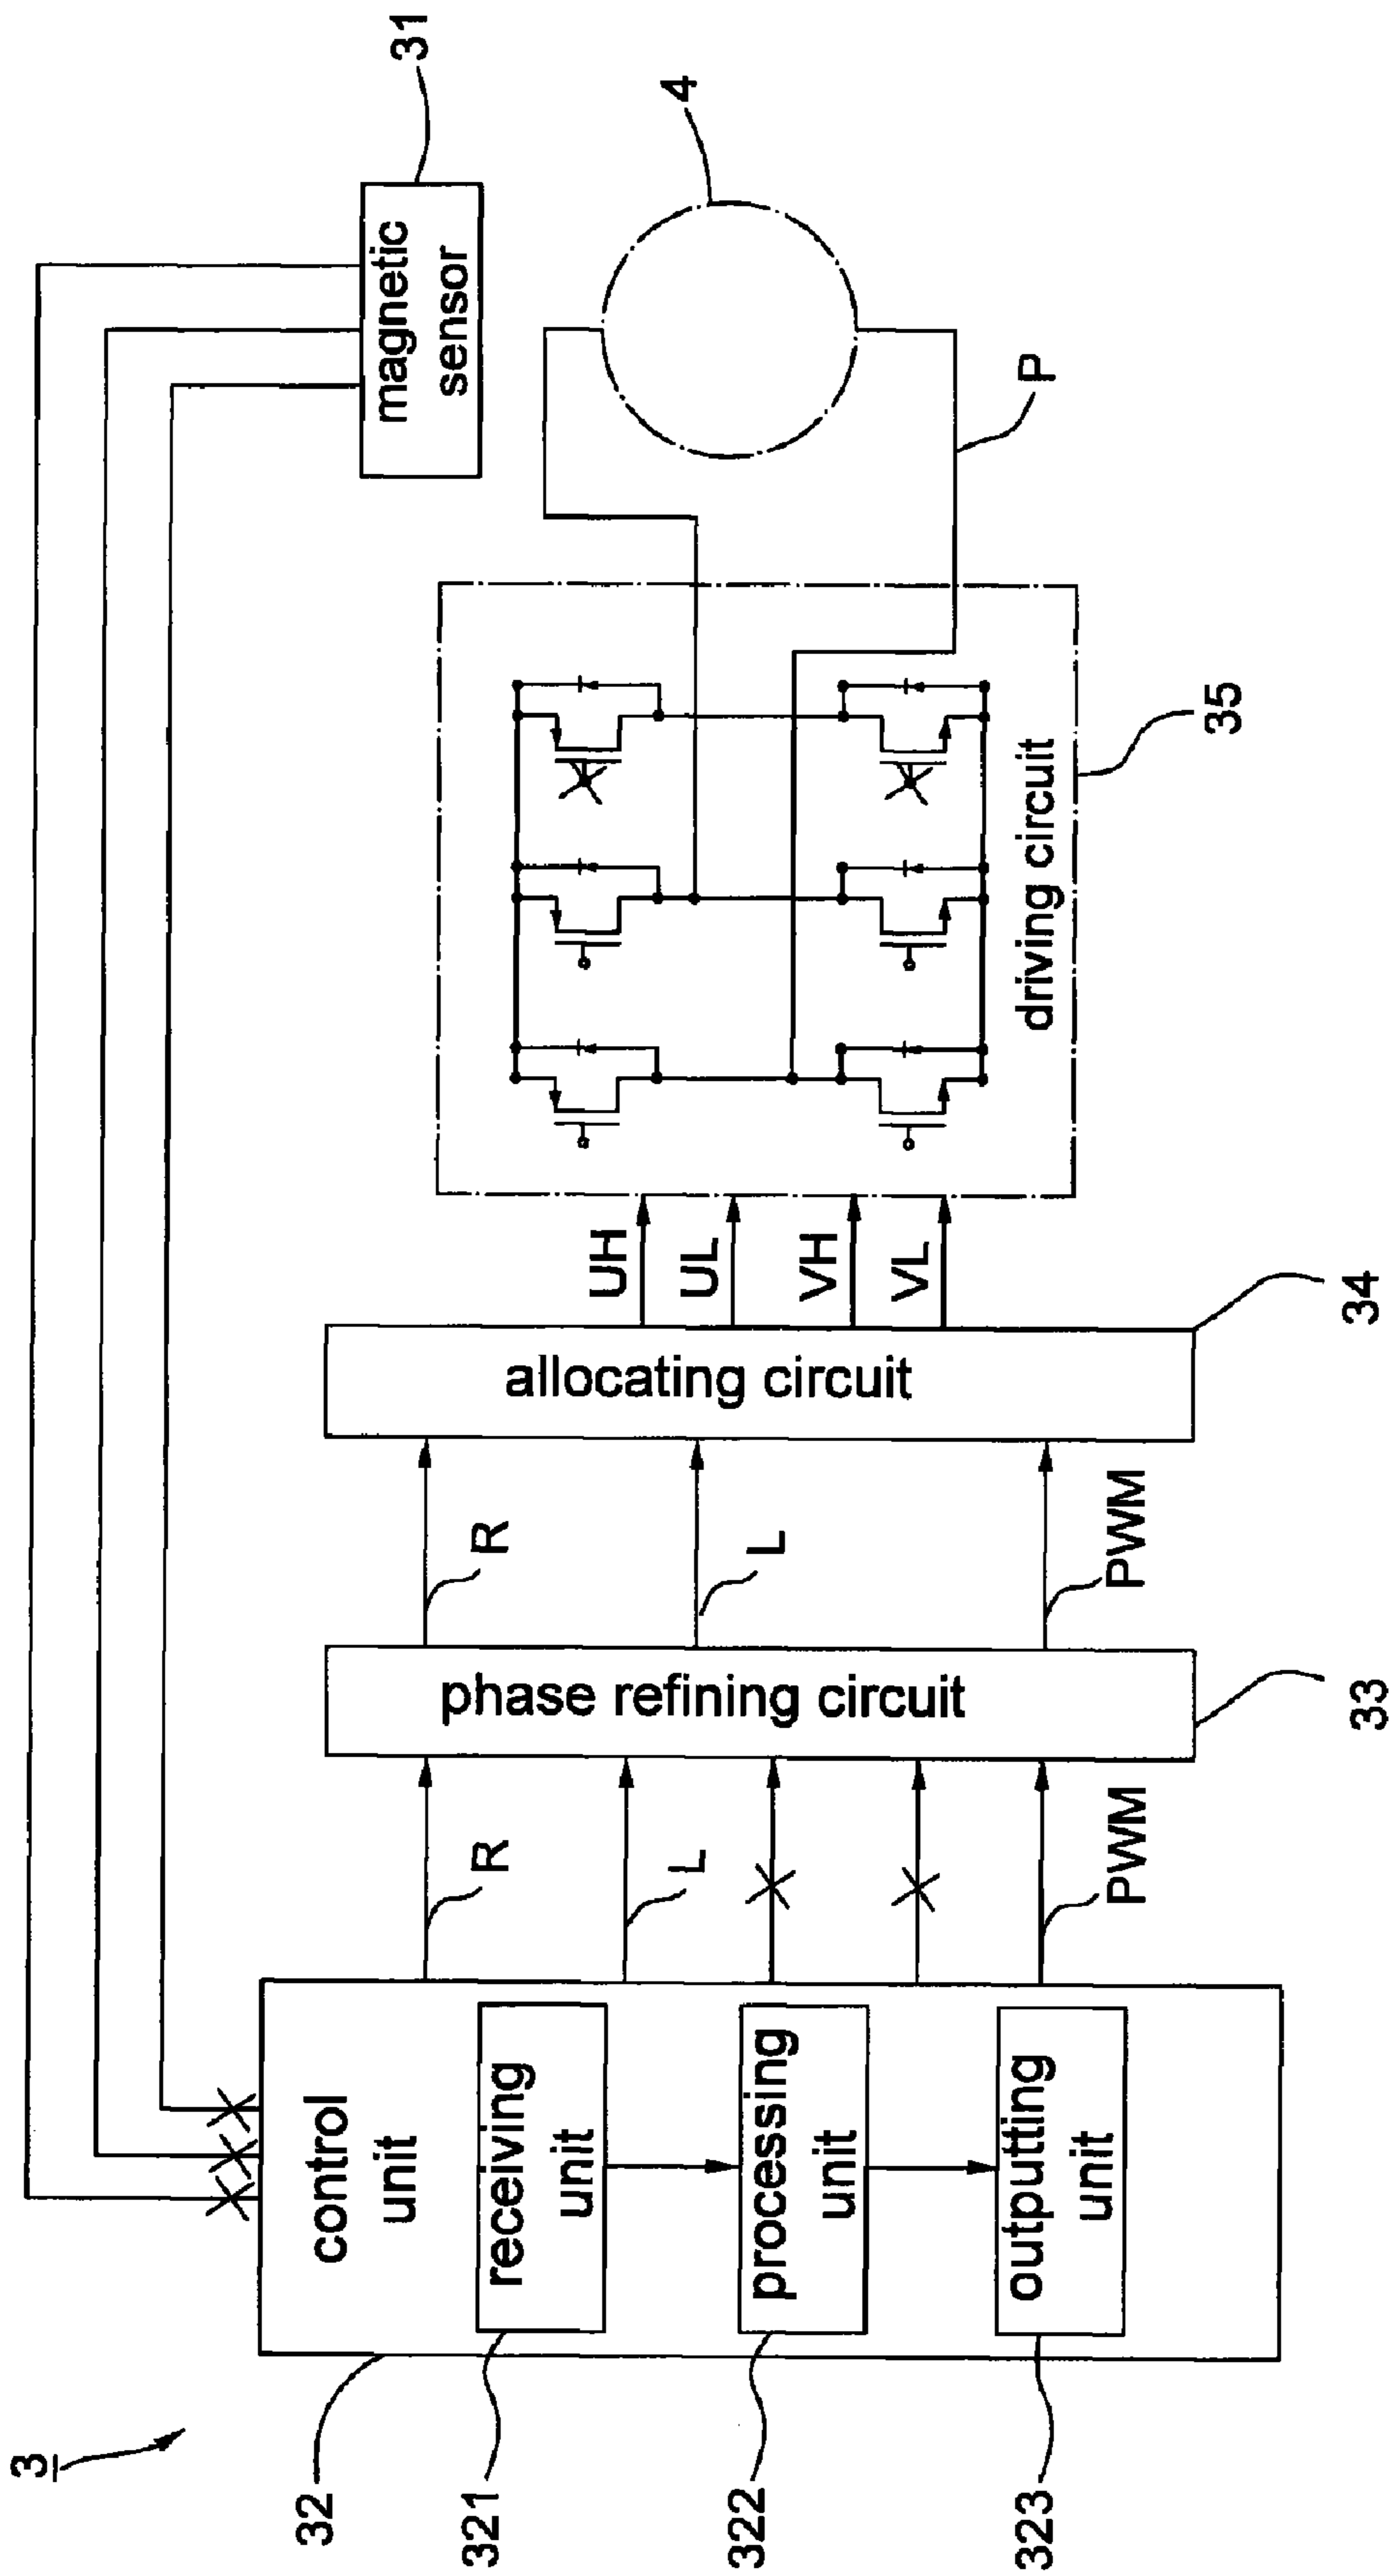 3
31
magnetic
sensor
4
P
35
driving circuit
UH
UL
VH
VL
34
allocating circuit
R
L
PWM
33
phase refining circuit
R
L
PWM
32
control
unit
321
receiving
unit
322
processing
unit
323
outputting
unit